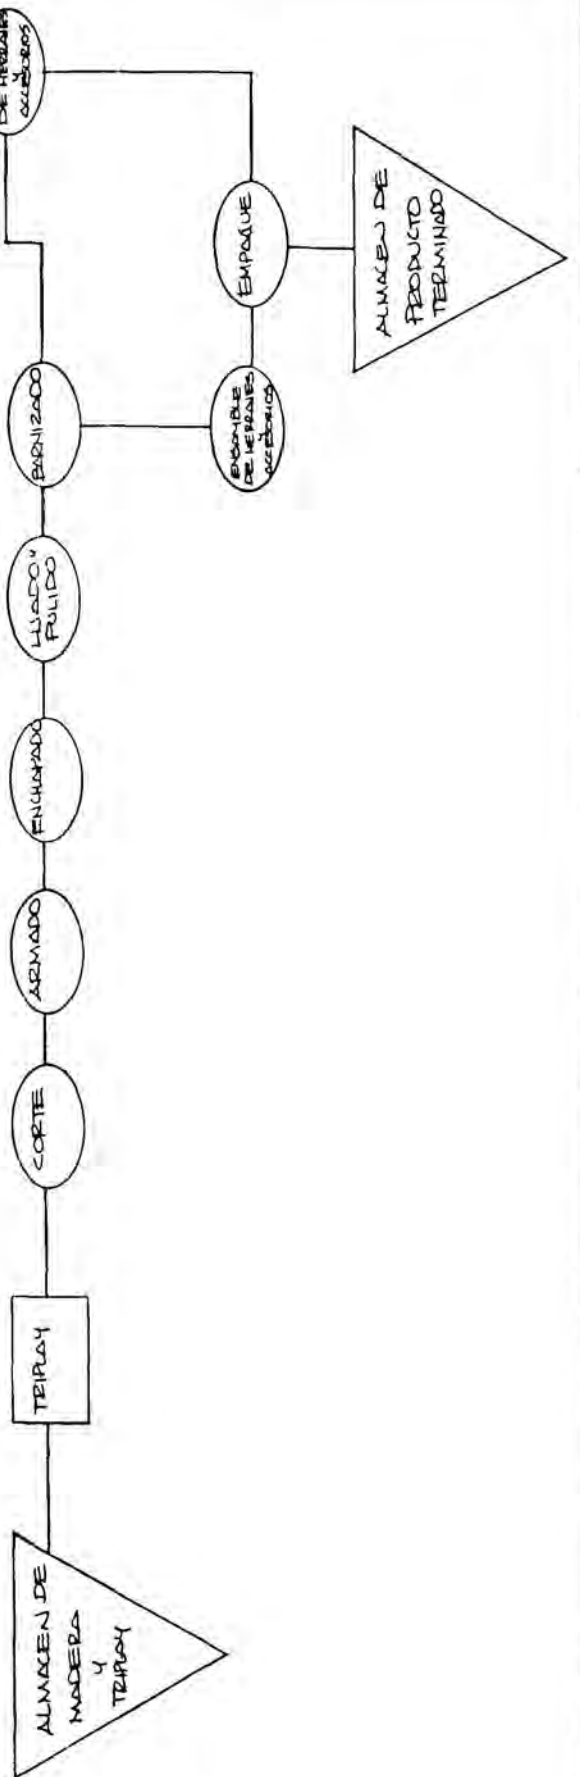 ALMACEN DE
MADERA
Y
TRIPLAY
TRIPLAY
CORTE
ARMADO
ENCHAPADO
LIJADO Y
PULIDO
BARNIZADO
ENSAMBLE
DE HERRAJES
Y
ACCESORIOS
DE HERRAJES
Y
ACCESORIOS
EMPAQUE
ALMACEN DE
PRODUCTO
TERMINADO